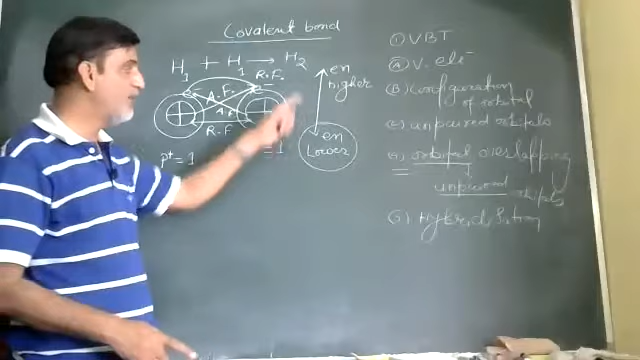 Covalent bond
H1 + H1 → H2
R.F.
e- e-
A.F.
A.F.
R.F
p+ = 1
= 1
en higher
en Lower
① VBT
(a) V. ele-
(B) configuration of orbital
(c) unpaired orbitals
orbital overlapping
unpaired orbitals
(G) Hybridization